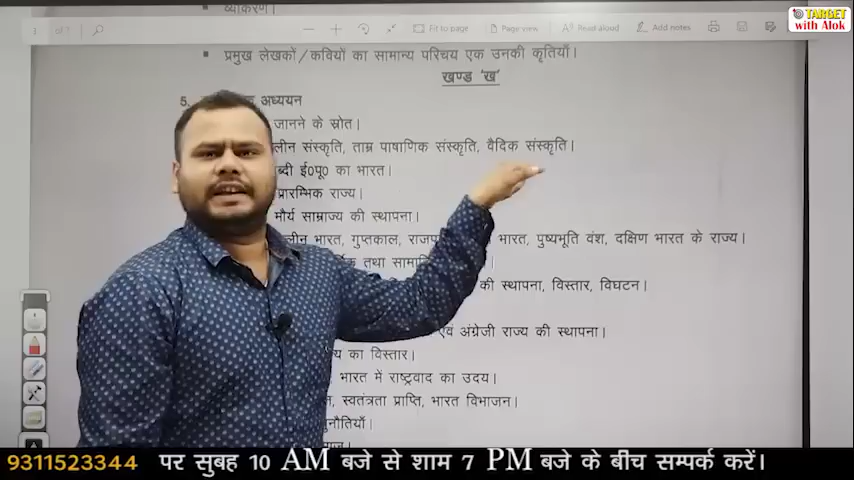 व्याकरण।
Fit to page
Page view
Read aloud
Add notes
TARGET
with Alok
प्रमुख लेखकों/कवियों का सामान्य परिचय एक उनकी कृतियाँ।
खण्ड 'ख'
5. अध्ययन
जानने के स्रोत।
लीन संस्कृति, ताम्र पाषाणिक संस्कृति, वैदिक संस्कृति।
ब्दी ई0पू0 का भारत।
प्रारम्भिक राज्य।
मौर्य साम्राज्य की स्थापना।
लीन भारत, गुप्तकाल, भारत, पुष्यभूति वंश, दक्षिण भारत के राज्य।
तथा
की स्थापना, विस्तार, विघटन।
एवं अंग्रेजी राज्य की स्थापना।
का विस्तार।
भारत में राष्ट्रवाद का उदय।
स्वतंत्रता प्राप्ति, भारत विभाजन।
9311523344 पर सुबह 10 AM बजे से शाम 7 PM बजे के बीच सम्पर्क करें।